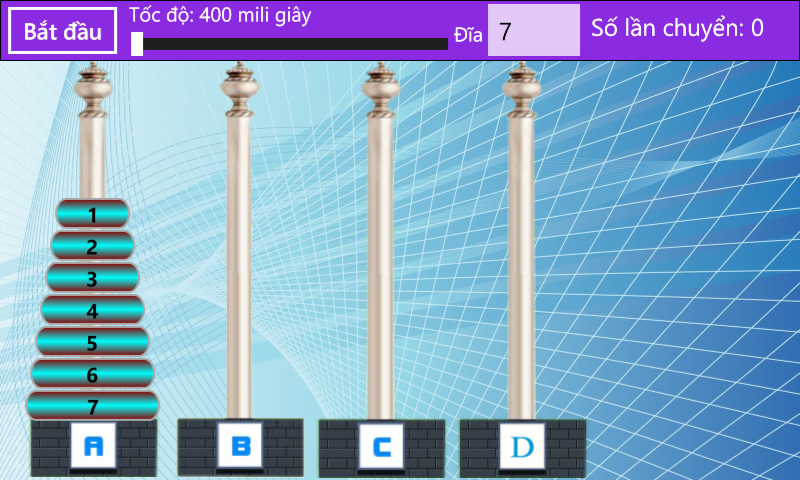 Bắt đầu
Tốc độ: 400 mili giây
Đĩa
7
Số lần chuyển: 0
1
2
3
4
5
6
7
A
B
C
D